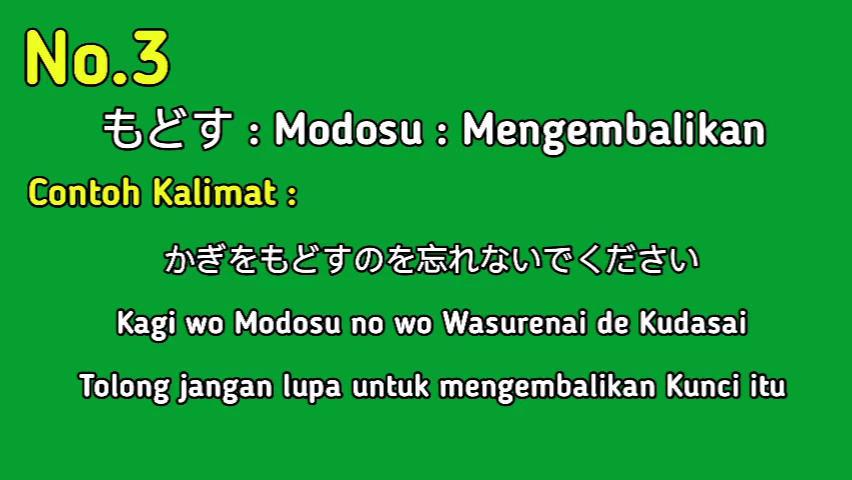 No.3
もどす : Modosu : Mengembalikan
Contoh Kalimat :
かぎをもどすのを忘れないでください
Kagi wo Modosu no wo Wasurenai de Kudasai
Tolong jangan lupa untuk mengembalikan Kunci itu